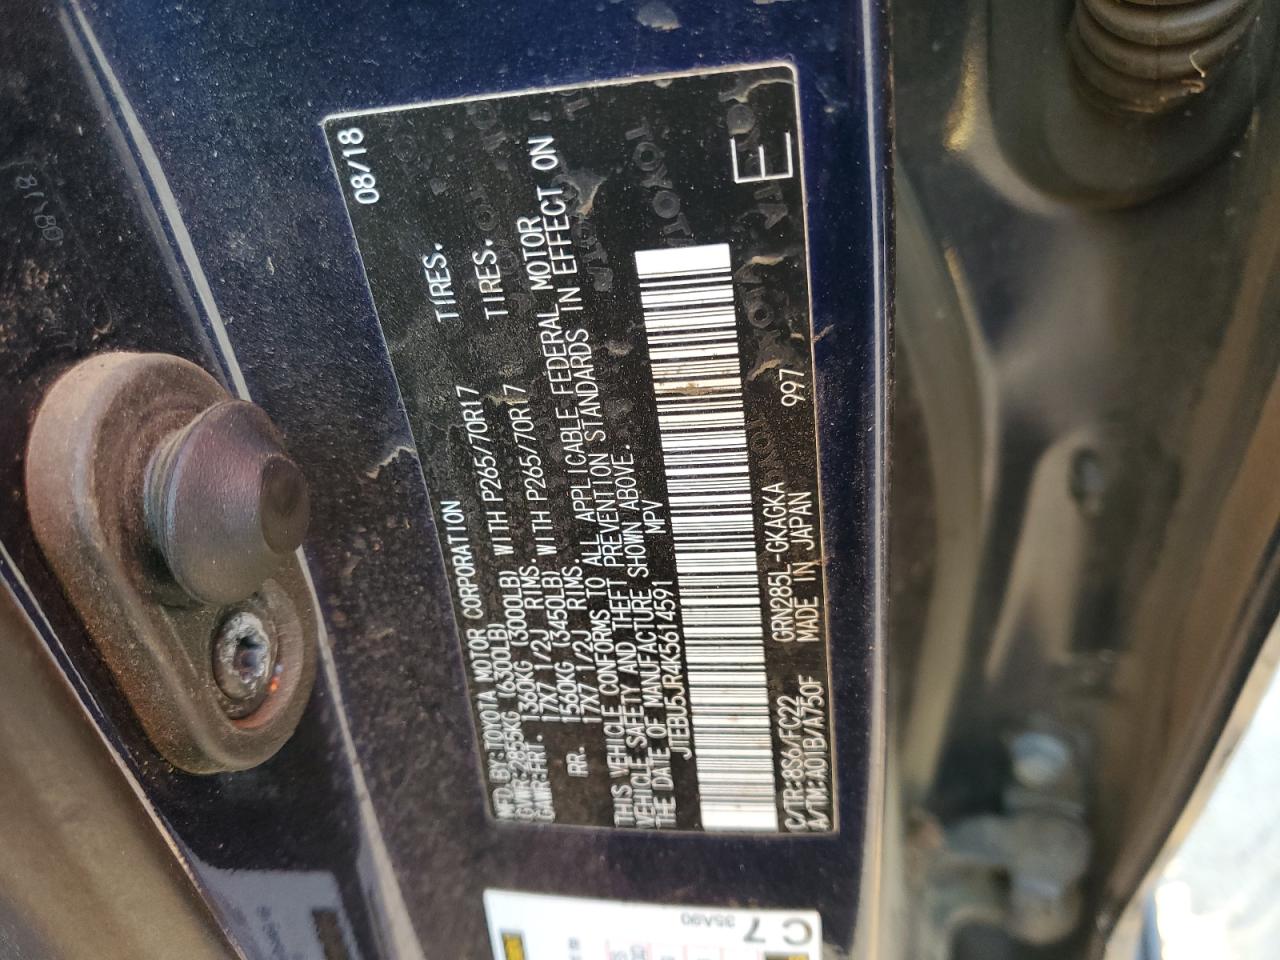 MFD.BY:TOYOTA MOTOR CORPORATION 08/18
GVWR:2855KG (6300LB)
GAWR:FRT. 1360KG (3000LB) WITH P265/70R17 TIRES.
17X7 1/2J RIMS.
RR. 1560KG (3450LB) WITH P265/70R17 TIRES.
17X7 1/2J RIMS.
THIS VEHICLE CONFORMS TO ALL APPLICABLE FEDERAL MOTOR
VEHICLE SAFETY AND THEFT PREVENTION STANDARDS IN EFFECT ON
THE DATE OF MANUFACTURE SHOWN ABOVE.
JTEBU5JR4K5614591 MPV
C/TR:8S6/FC22 GRN285L-GKAGKA 997 E
A/TM:A01B/A750F MADE IN JAPAN
C7
35A90